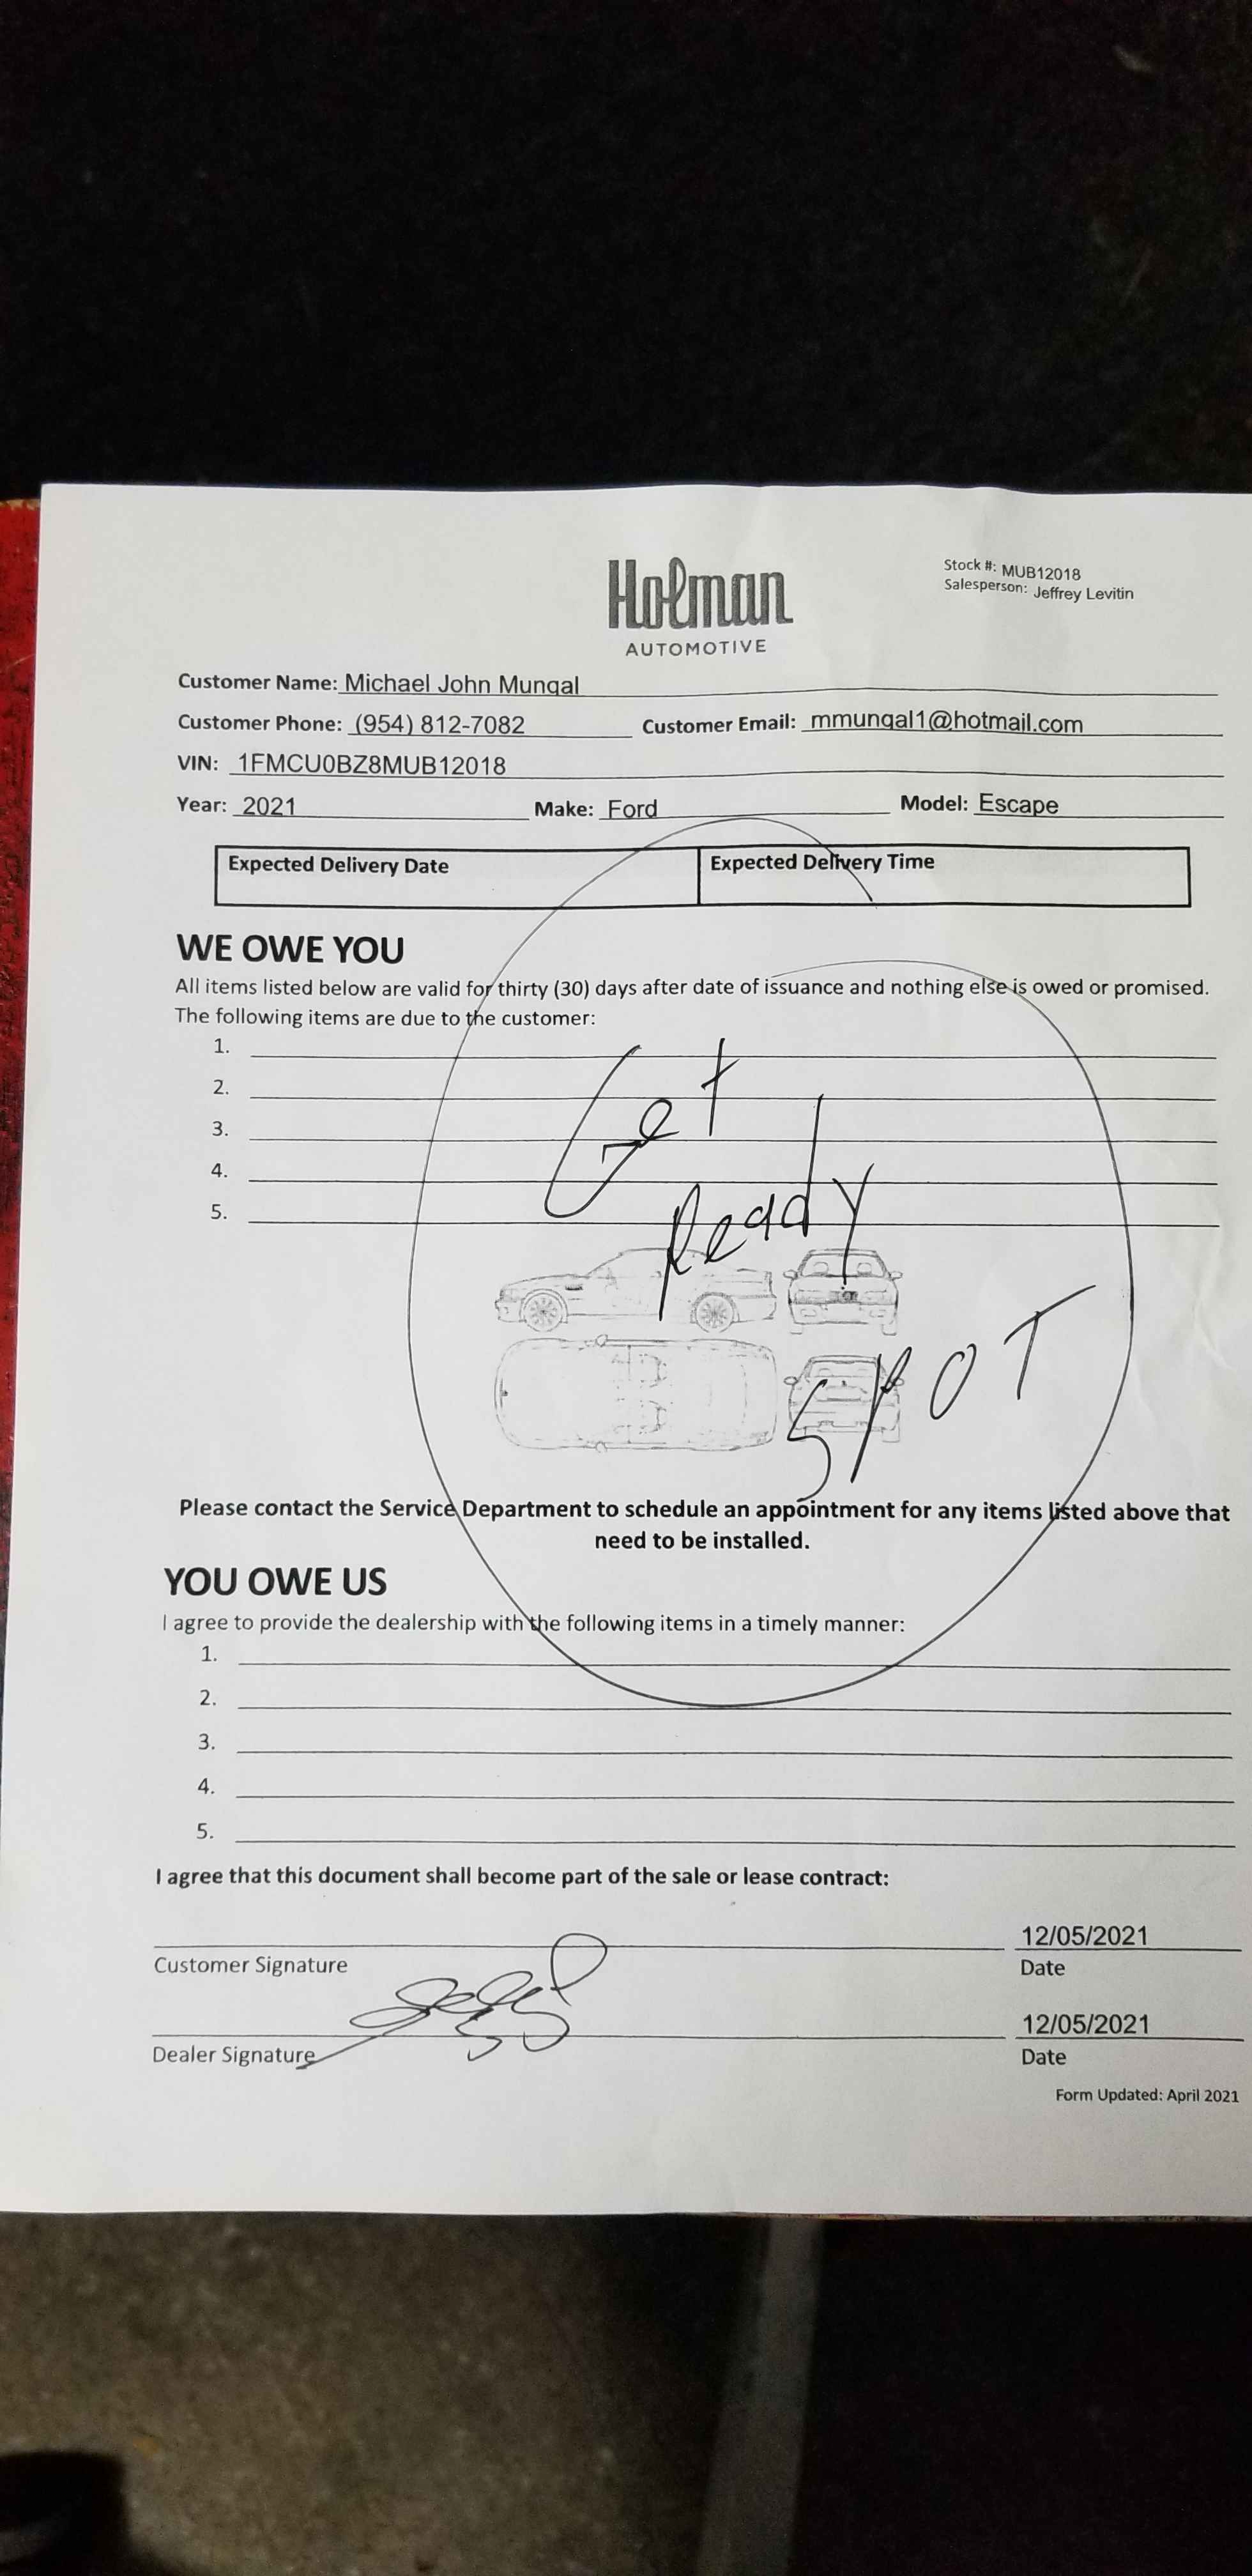 Holman
AUTOMOTIVE
Stock #: MUB12018
Salesperson: Jeffrey Levitin
Customer Name: Michael John Mungal
Customer Phone: (954) 812-7082 Customer Email: mmungal1@hotmail.com
VIN: 1FMCU0BZ8MUB12018
Year: 2021 Make: Ford Model: Escape
Expected Delivery Date Expected Delivery Time
WE OWE YOU
All items listed below are valid for thirty (30) days after date of issuance and nothing else is owed or promised.
The following items are due to the customer:
1.
2.
3.
4.
5.
Get
Ready
SPOT
Please contact the Service Department to schedule an appointment for any items listed above that
need to be installed.
YOU OWE US
I agree to provide the dealership with the following items in a timely manner:
1.
2.
3.
4.
5.
I agree that this document shall become part of the sale or lease contract:
12/05/2021
Customer Signature Date
12/05/2021
Dealer Signature Date
Form Updated: April 2021